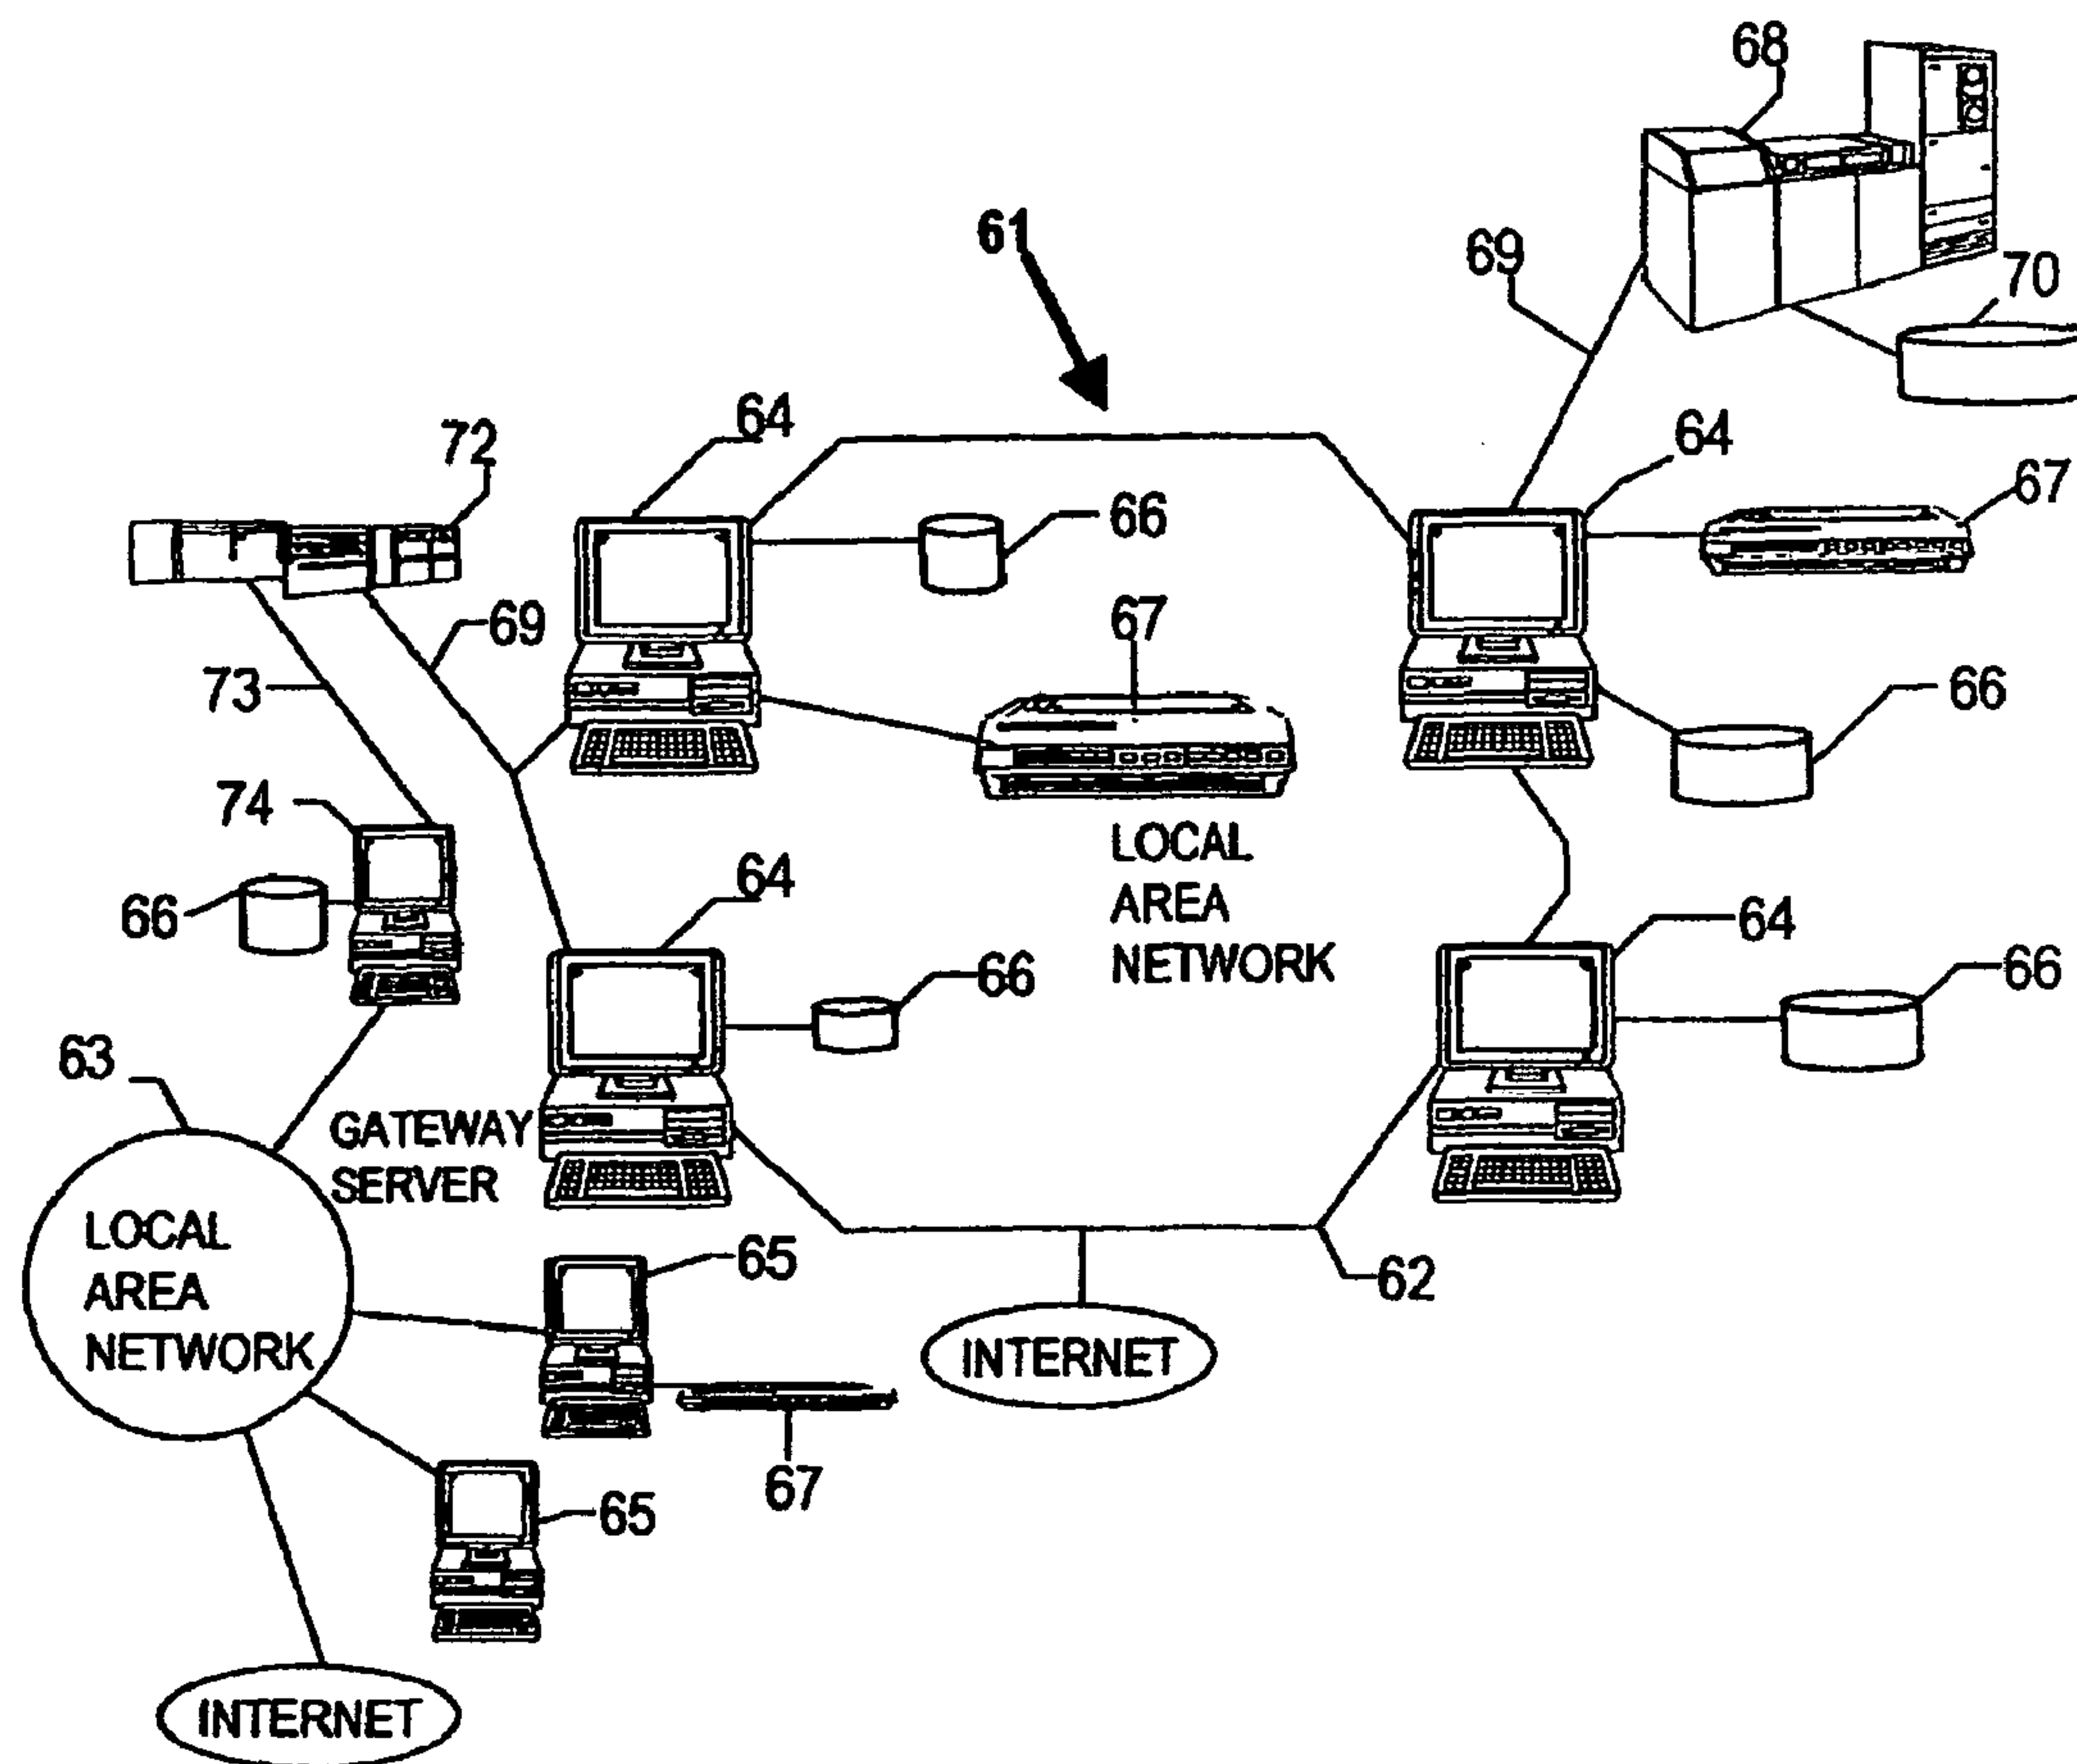 68
61
69
70
64
64
72
67
66
69
67
73
66
74
LOCAL
AREA
NETWORK
64
64
66
66
66
63
GATEWAY
SERVER
LOCAL
AREA
NETWORK
65
62
INTERNET
67
65
INTERNET